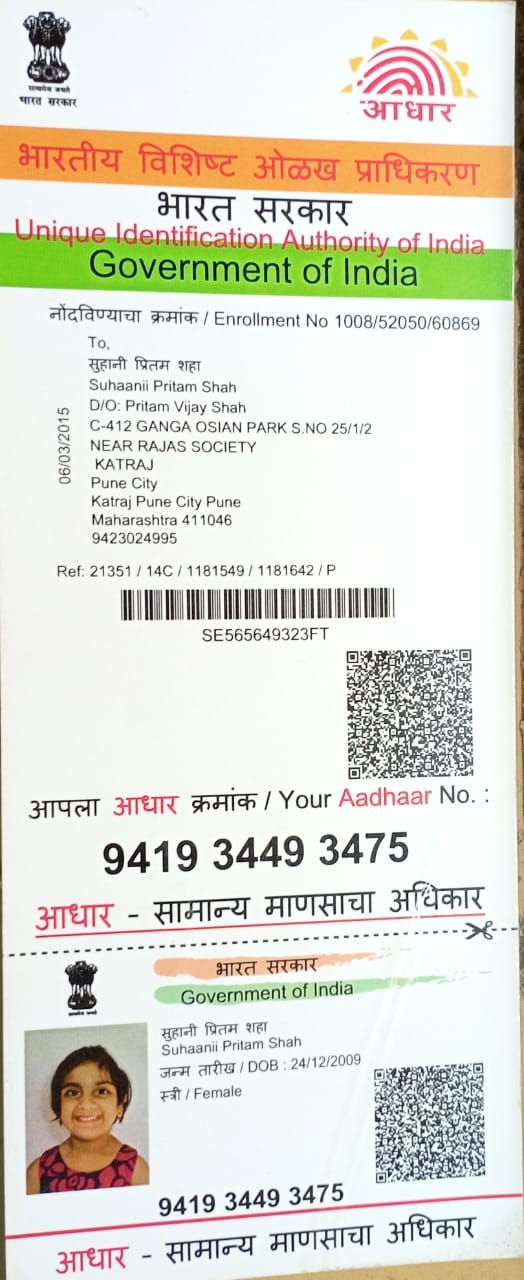 सत्यमेव जयते
भारत सरकार
आधार
भारतीय विशिष्ट ओळख प्राधिकरण
भारत सरकार
Unique Identification Authority of India
Government of India
नोंदविण्याचा क्रमांक / Enrollment No 1008/52050/60869
To,
सुहानी प्रितम शहा
Suhaanii Pritam Shah
D/O: Pritam Vijay Shah
C-412 GANGA OSIAN PARK S.NO 25/1/2
NEAR RAJAS SOCIETY
KATRAJ
Pune City
Katraj Pune City Pune
Maharashtra 411046
9423024995
06/03/2015
Ref: 21351 / 14C / 1181549 / 1181642 / P
SE565649323FT
आपला आधार क्रमांक / Your Aadhaar No. :
9419 3449 3475
आधार - सामान्य माणसाचा अधिकार
भारत सरकार
Government of India
सुहानी प्रितम शहा
Suhaanii Pritam Shah
जन्म तारीख / DOB : 24/12/2009
स्त्री / Female
9419 3449 3475
आधार - सामान्य माणसाचा अधिकार